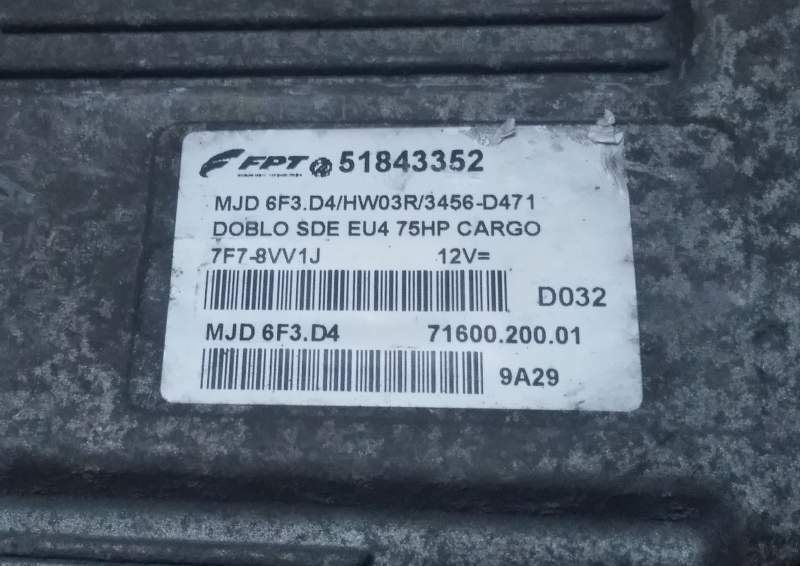 FPT 51843352
MJD 6F3.D4/HW03R/3456-D471
DOBLO SDE EU4 75HP CARGO
7F7-8VV1J 12V=
D032
MJD 6F3.D4 71600.200.01
9A29